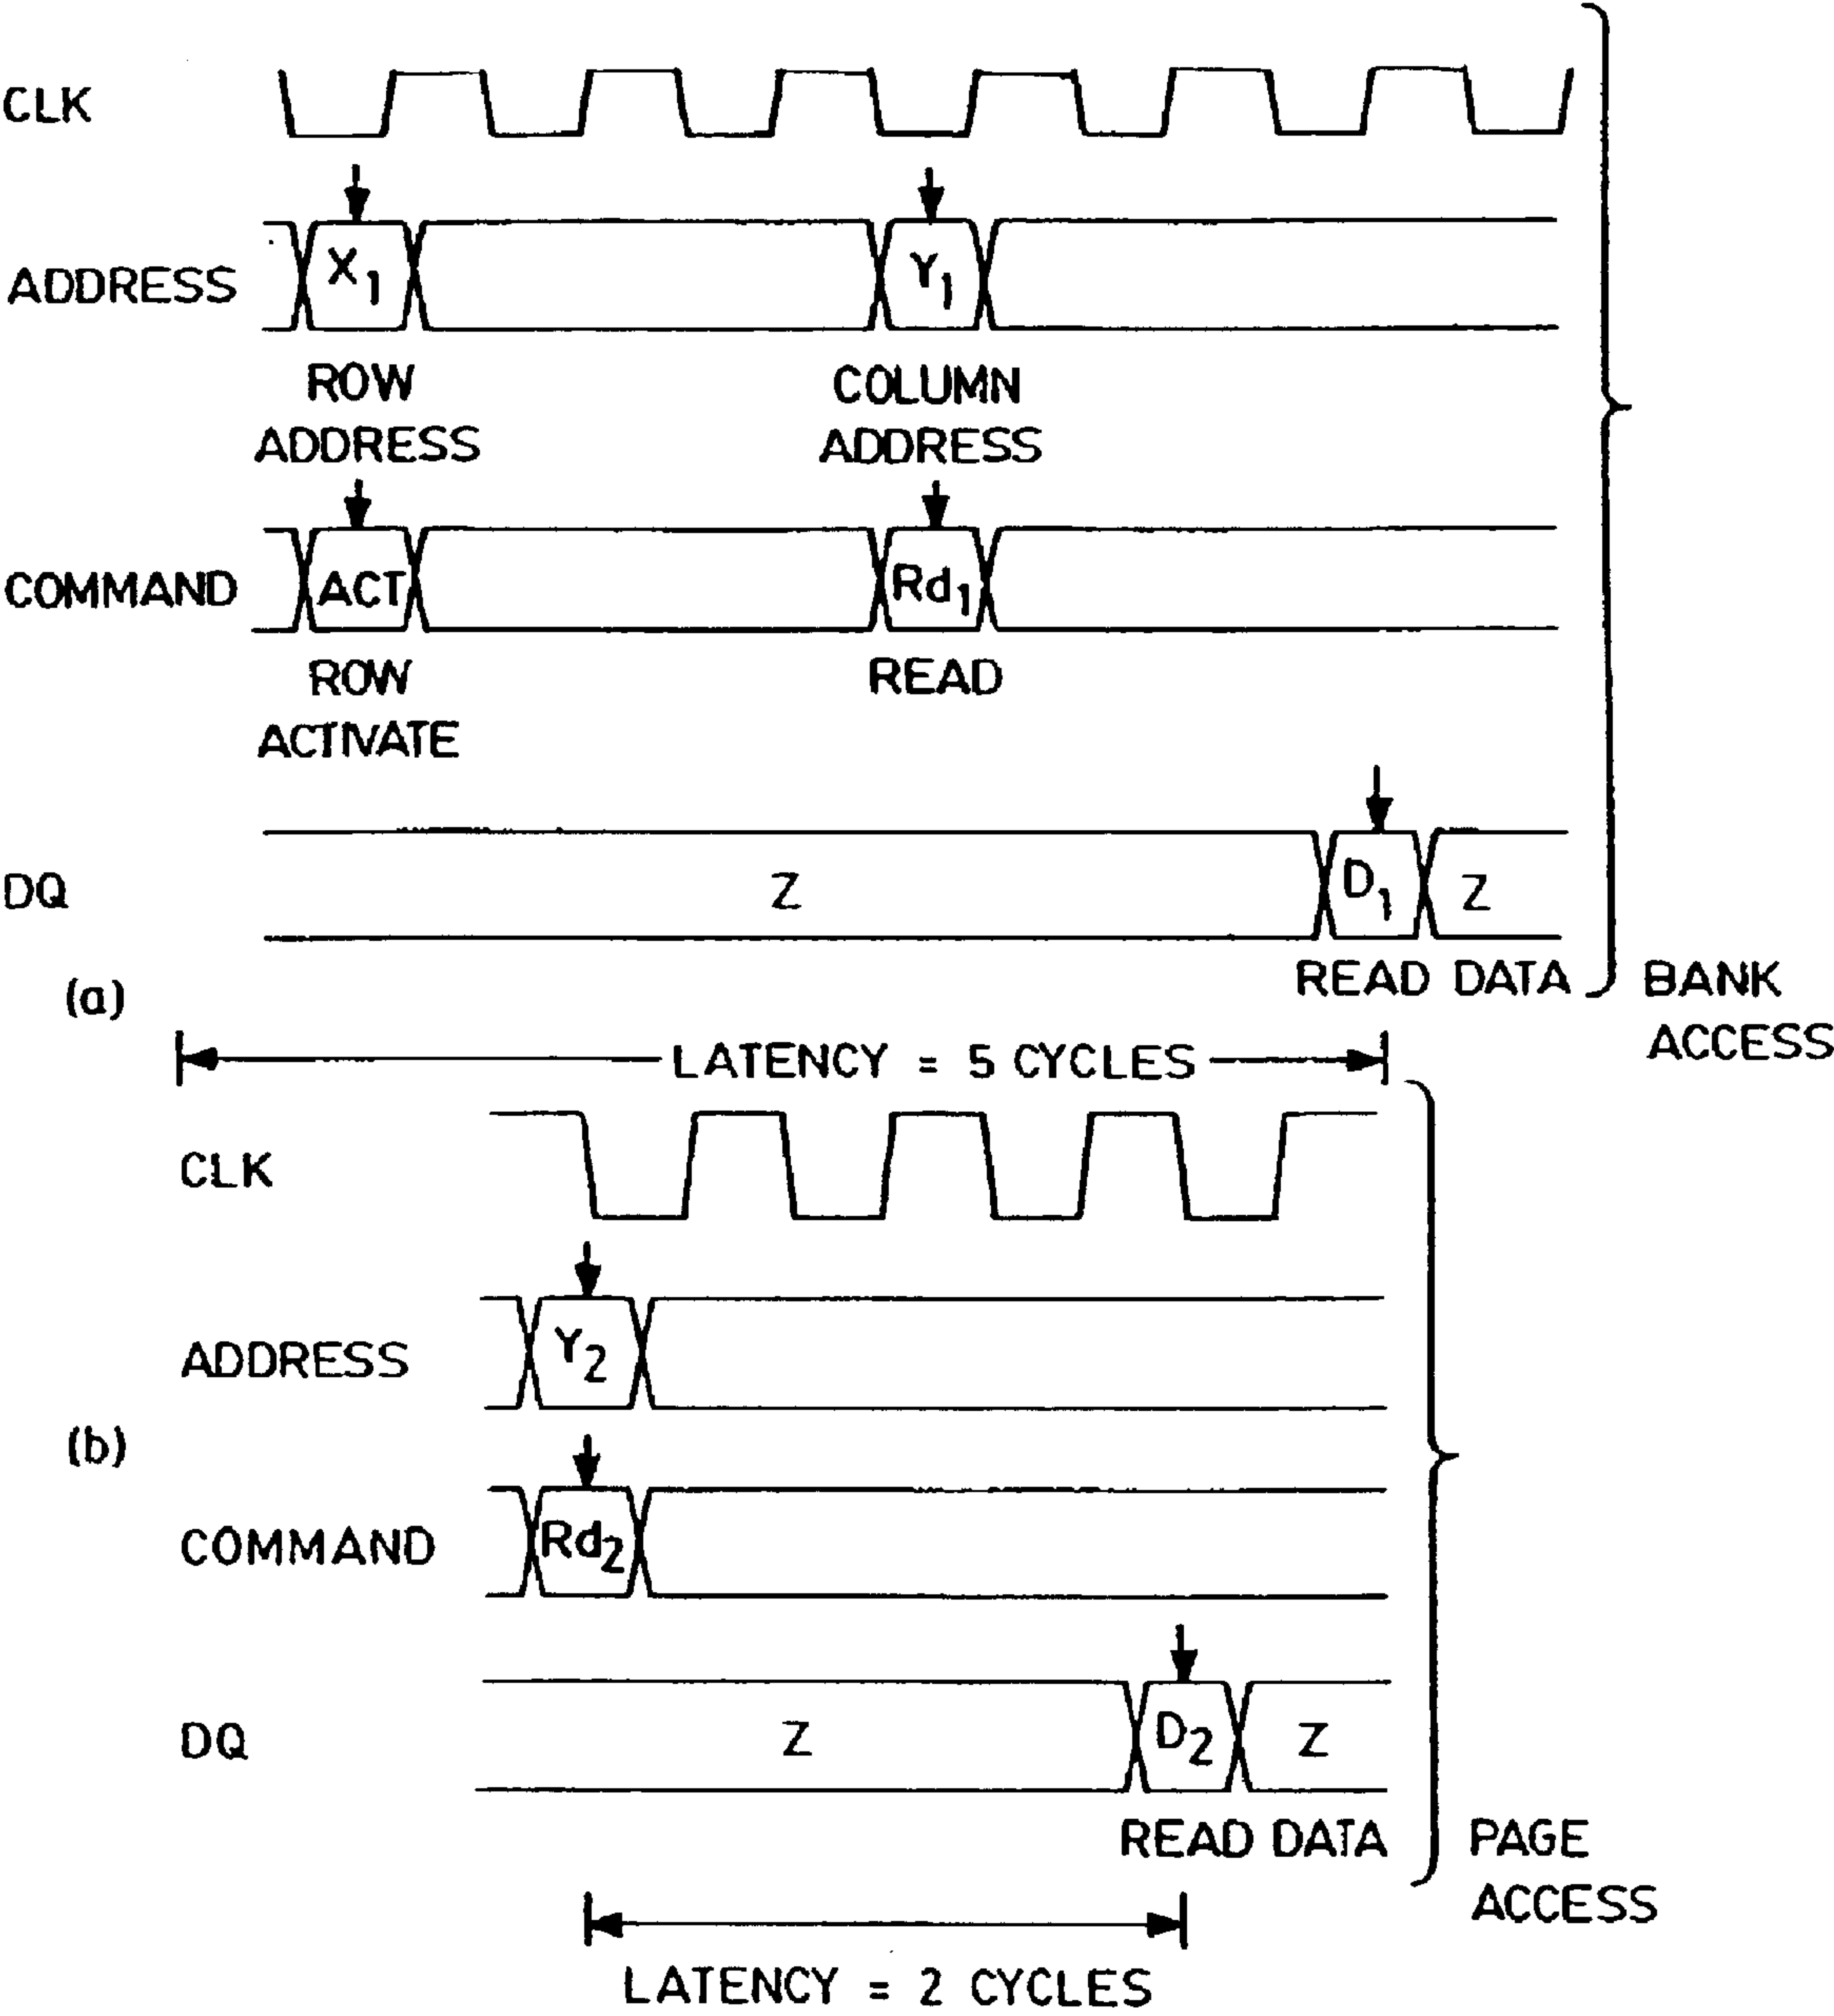 CLK
ADDRESS
X1
Y1
ROW
ADDRESS
COLUMN
ADDRESS
COMMAND
ACT
Rd1
ROW
ACTIVATE
READ
DQ
Z
D1
Z
READ DATA
(a)
BANK
ACCESS
LATENCY = 5 CYCLES
CLK
ADDRESS
Y2
(b)
COMMAND
Rd2
DQ
Z
D2
Z
READ DATA
PAGE
ACCESS
LATENCY = 2 CYCLES